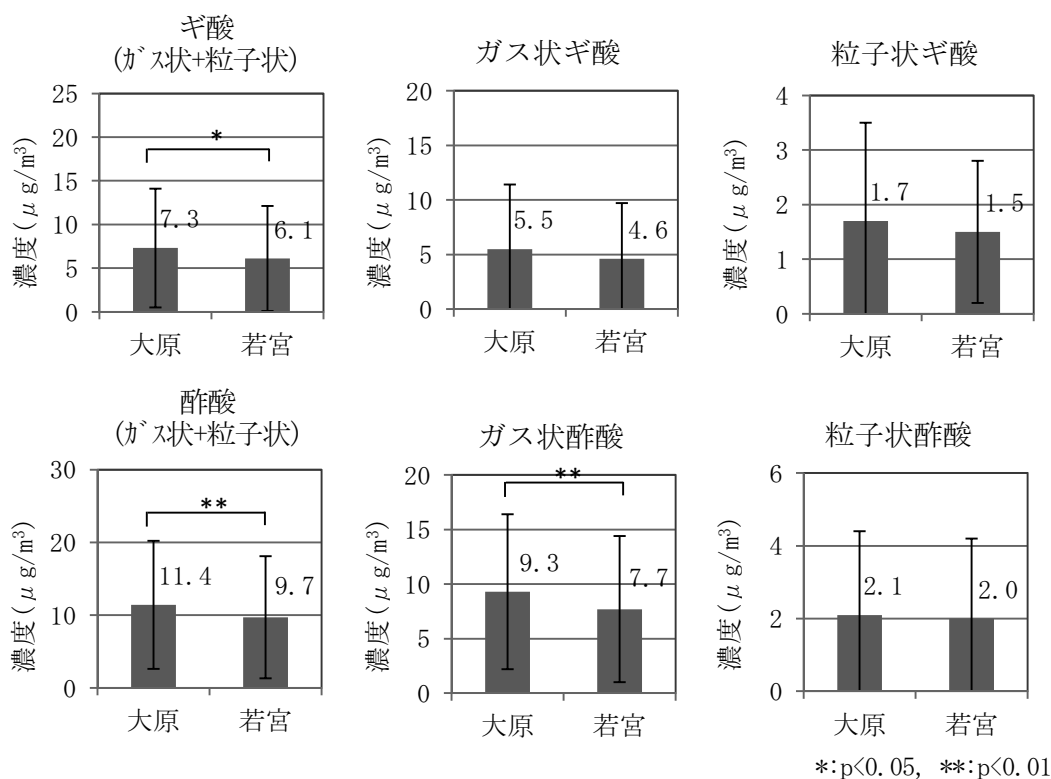 ギ酸
(ｶﾞｽ状+粒子状)
濃度(μg/m³)
25
20
15
10
5
0
*
7.3
6.1
大原
若宮
ガス状ギ酸
濃度(μg/m³)
20
15
10
5
0
5.5
4.6
大原
若宮
粒子状ギ酸
濃度(μg/m³)
4
3
2
1
0
1.7
1.5
大原
若宮
酢酸
(ｶﾞｽ状+粒子状)
濃度(μg/m³)
30
20
10
0
**
11.4
9.7
大原
若宮
ガス状酢酸
濃度(μg/m³)
20
15
10
5
0
**
9.3
7.7
大原
若宮
粒子状酢酸
濃度(μg/m³)
6
4
2
0
2.1
2.0
大原
若宮
*:p<0.05, **:p<0.01